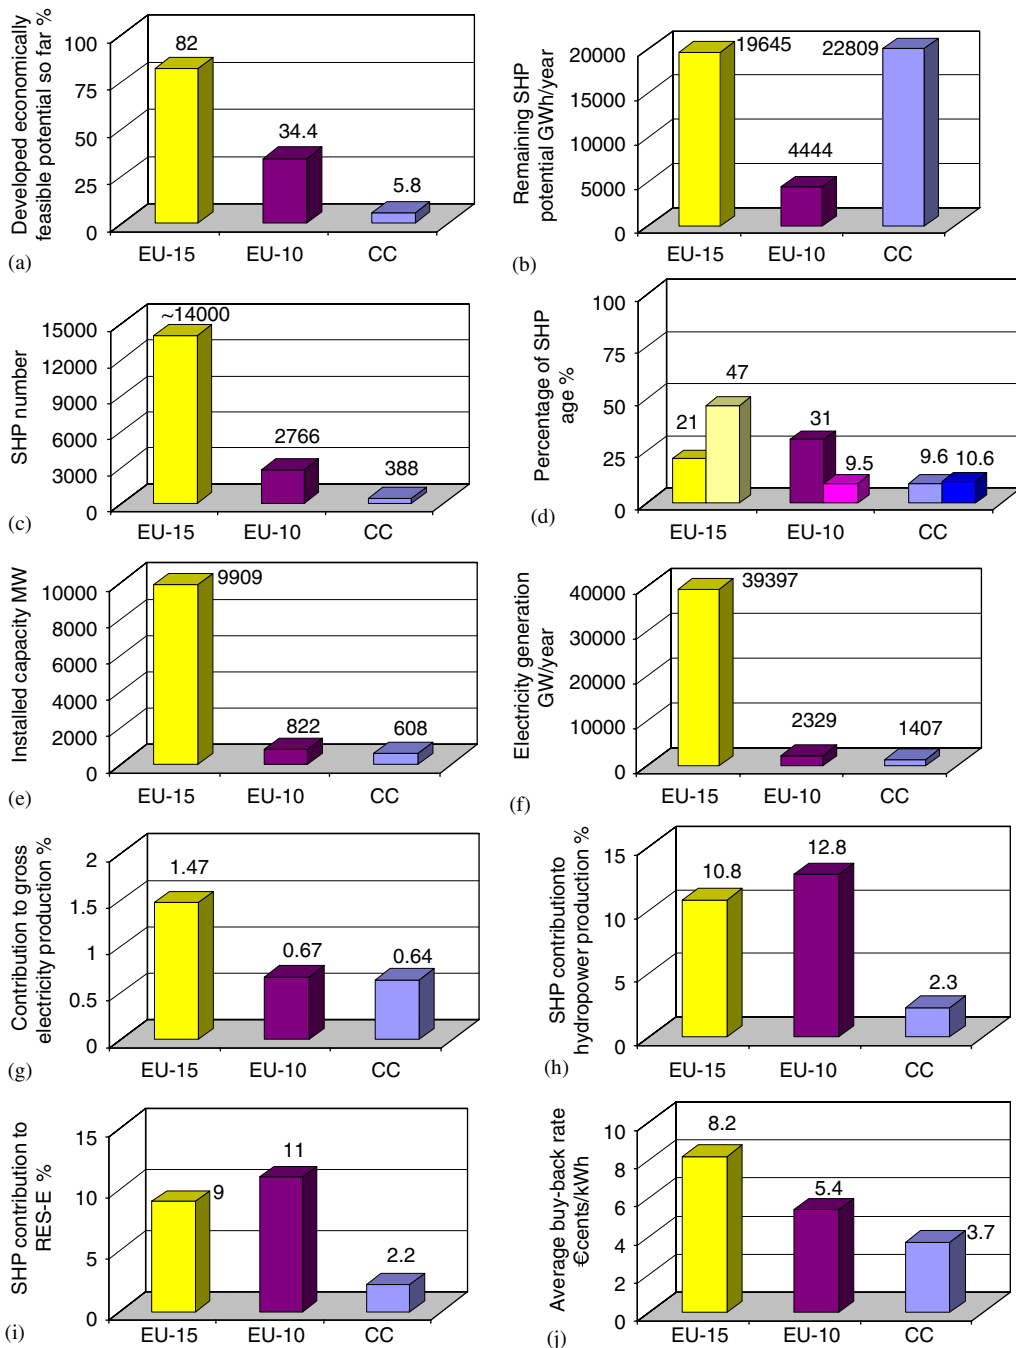 Developed economically
feasible potential so far %
100
75
50
25
0
82
34.4
5.8
EU-15 EU-10 CC
(a)
Remaining SHP
potential GWh/year
20000
15000
10000
5000
0
19645
4444
22809
EU-15 EU-10 CC
(b)
SHP number
15000
12000
9000
6000
3000
0
~14000
2766
388
EU-15 EU-10 CC
(c)
Percentage of SHP
age %
100
75
50
25
0
21
47
31
9.5
9.6
10.6
EU-15 EU-10 CC
(d)
Installed capacity MW
10000
8000
6000
4000
2000
0
9909
822
608
EU-15 EU-10 CC
(e)
Electricity generation
GW/year
40000
30000
20000
10000
0
39397
2329
1407
EU-15 EU-10 CC
(f)
Contribution to gross
electricity production %
2
1.5
1
0.5
0
1.47
0.67
0.64
EU-15 EU-10 CC
(g)
SHP contributionto
hydropower production %
15
10
5
0
10.8
12.8
2.3
EU-15 EU-10 CC
(h)
SHP contribution to
RES-E %
15
10
5
0
9
11
2.2
EU-15 EU-10 CC
(i)
Average buy-back rate
€cents/kWh
10
8
6
4
2
0
8.2
5.4
3.7
EU-15 EU-10 CC
(j)